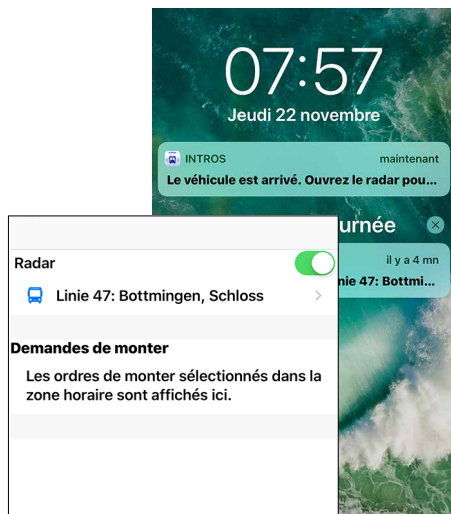 07:57
Jeudi 22 novembre
INTROS maintenant
Le véhicule est arrivé. Ouvrez le radar pou...
urnée
il y a 4 mn
nie 47: Bottmi...
Radar
Linie 47: Bottmingen, Schloss
Demandes de monter
Les ordres de monter sélectionnés dans la
zone horaire sont affichés ici.